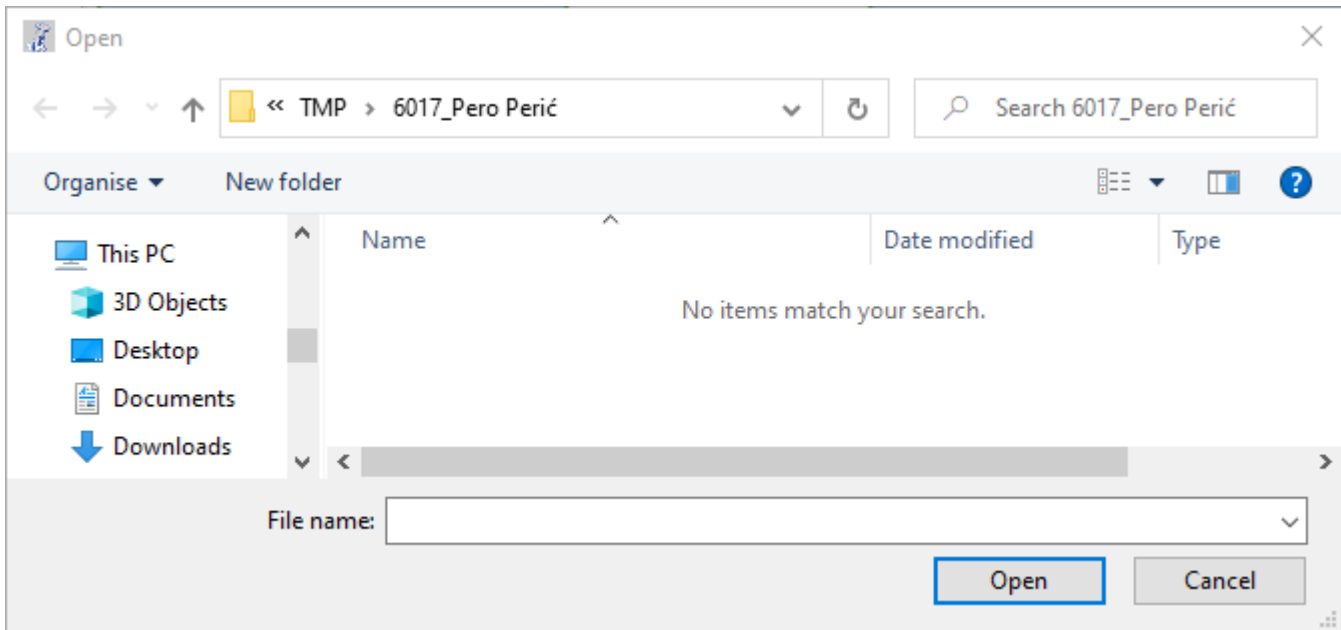 Open
« TMP › 6017_Pero Perić
Search 6017_Pero Perić
Organise
New folder
?
Name
Date modified
Type
This PC
3D Objects
Desktop
Documents
Downloads
No items match your search.
File name:
Open
Cancel